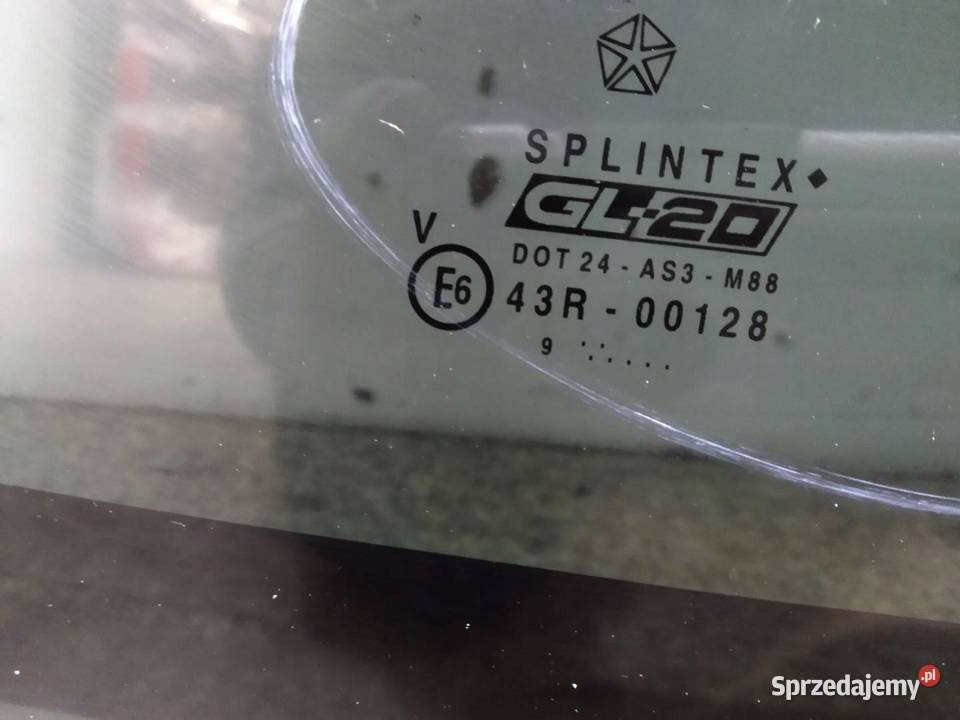 SPLINTEX
GL-20
DOT 24 - AS3 - M88
V
E6 43R - 00128
9
Sprzedajemy.pl